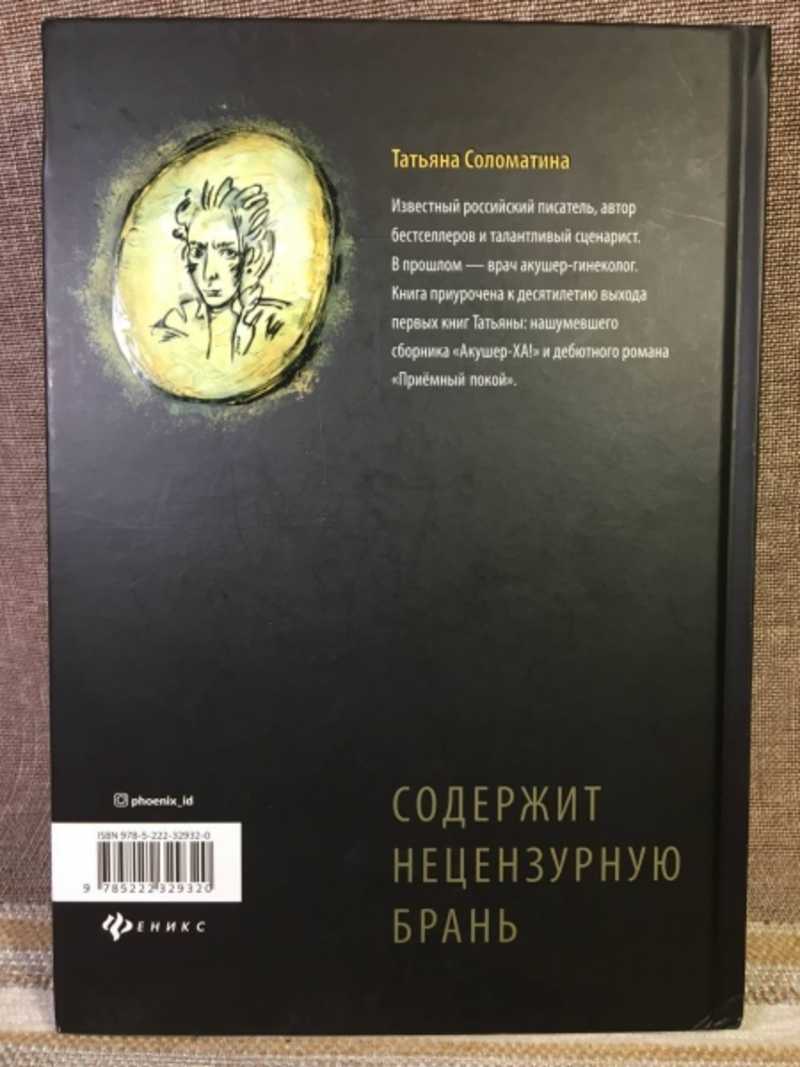 Татьяна Соломатина
Известный российский писатель, автор
бестселлеров и талантливый сценарист.
В прошлом — врач акушер-гинеколог.
Книга приурочена к десятилетию выхода
первых книг Татьяны: нашумевшего
сборника «Акушер-ХА!» и дебютного романа
«Приёмный покой».
phoenix_id
ISBN 978-5-222-32932-0
9 785222 329320
ФЕНИКС
СОДЕРЖИТ
НЕЦЕНЗУРНУЮ
БРАНЬ